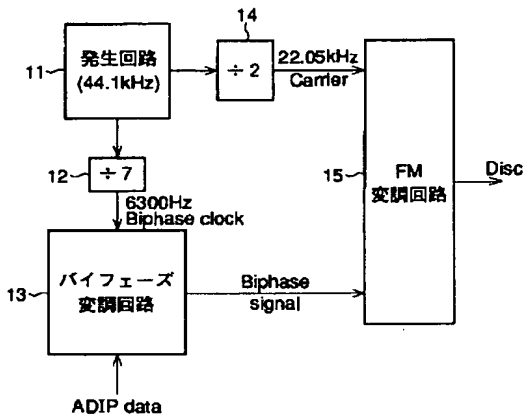 14
発生回路
(44.1kHz)
11
÷2
22.05kHz
Carrier
12
÷7
15
FM
変調回路
Disc
6300Hz
Biphase clock
バイフェーズ
変調回路
13
Biphase
signal
ADIP data